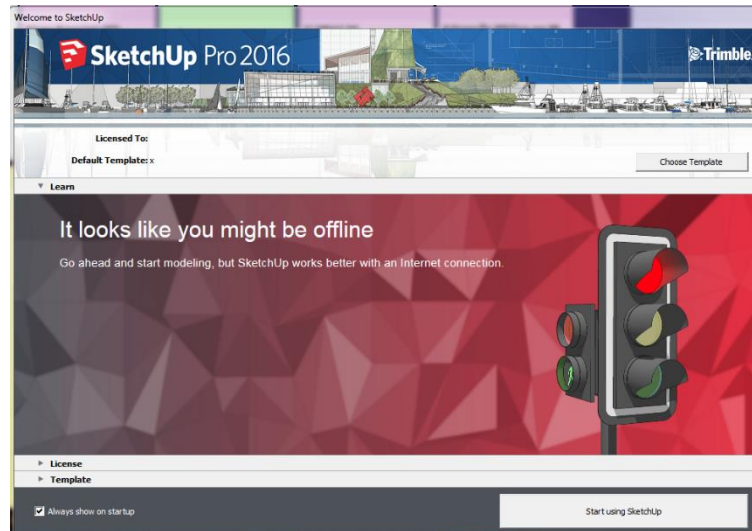 Welcome to SketchUp
SketchUp Pro 2016
Trimble
Licensed To:
Default Template: x
Choose Template
Learn
It looks like you might be offline
Go ahead and start modeling, but SketchUp works better with an Internet connection.
License
Template
Always show on startup
Start using SketchUp